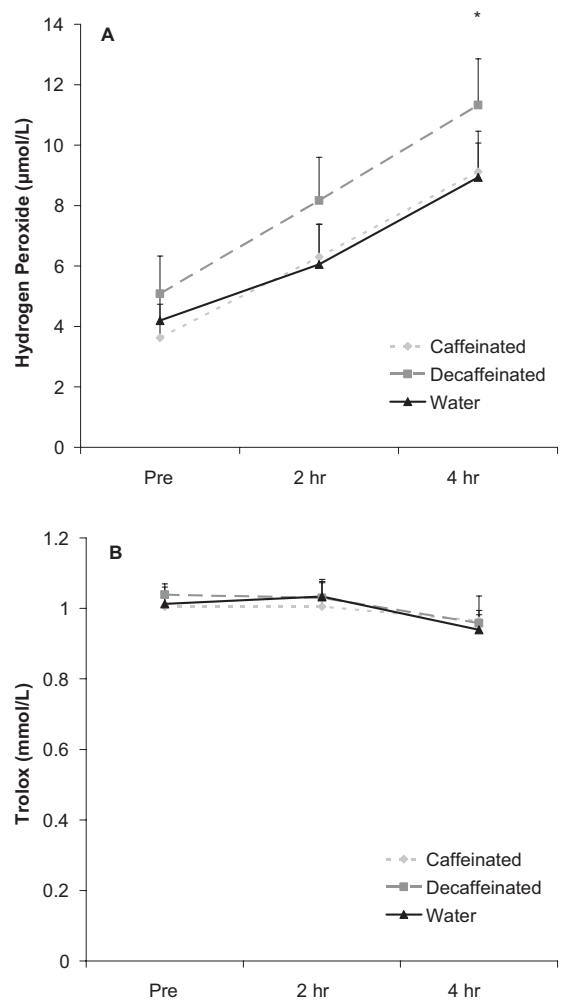 14
*
A
12
10
8
6
4
2
0
Hydrogen Peroxide (μmol/L)
Caffeinated
Decaffeinated
Water
Pre 2 hr 4 hr
1.2
B
1
0.8
0.6
0.4
0.2
0
Trolox (mmol/L)
Caffeinated
Decaffeinated
Water
Pre 2 hr 4 hr